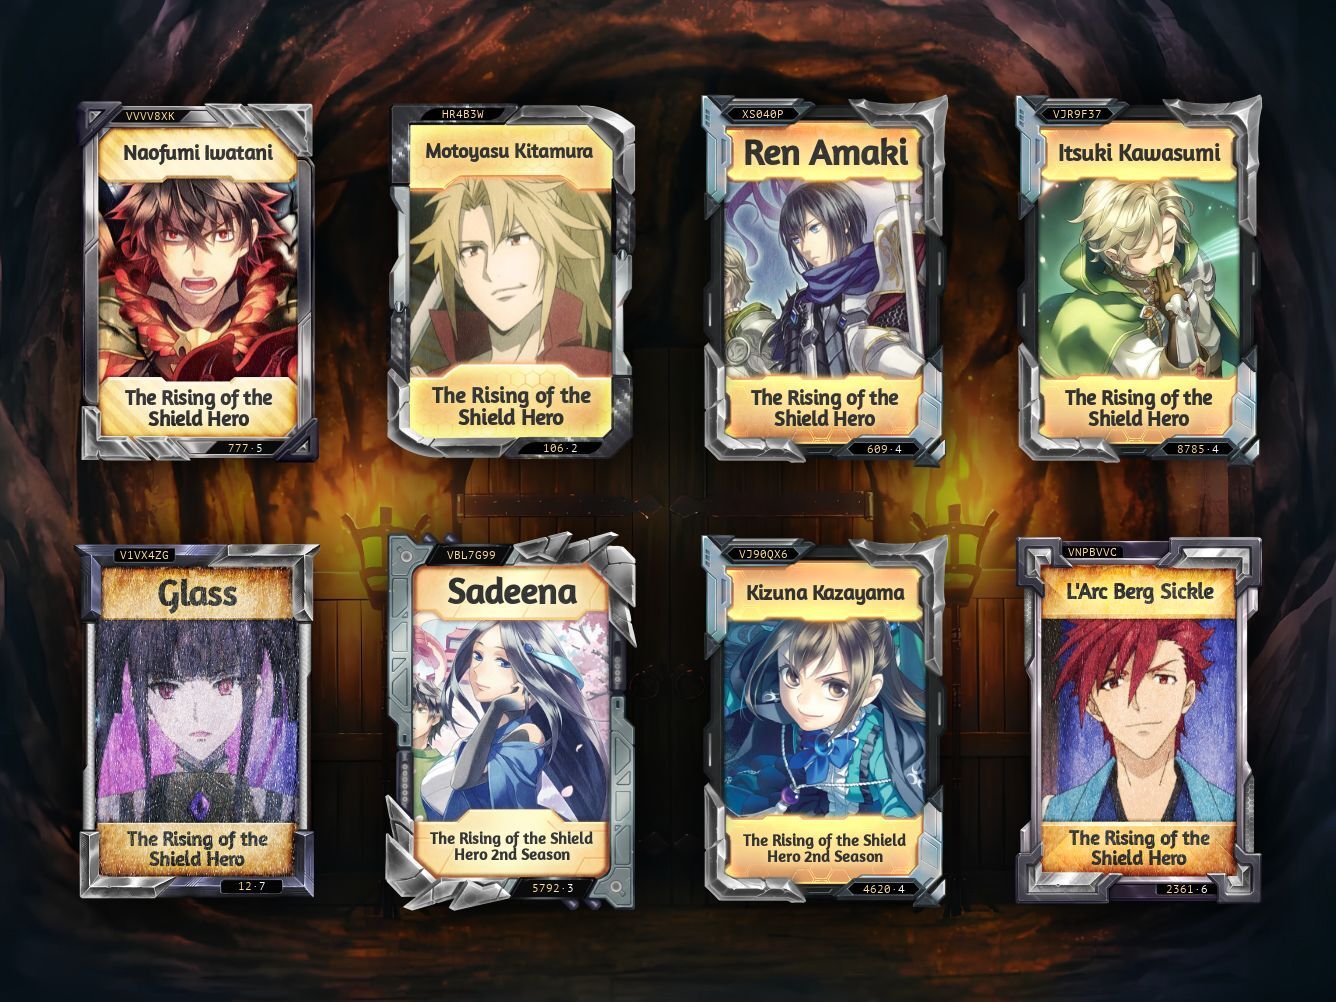 VVVV8XK
Naofumi Iwatani
The Rising of the
Shield Hero
777·5
HR4B3W
Motoyasu Kitamura
The Rising of the
Shield Hero
106·2
XS040P
Ren Amaki
The Rising of the
Shield Hero
609·4
VJR9F37
Itsuki Kawasumi
The Rising of the
Shield Hero
8785·4
V1VX4ZG
Glass
The Rising of the
Shield Hero
12·7
VBL7G99
Sadeena
The Rising of the Shield
Hero 2nd Season
5792·3
VJ90QX6
Kizuna Kazayama
The Rising of the Shield
Hero 2nd Season
4620·4
VNPBVVC
L'Arc Berg Sickle
The Rising of the
Shield Hero
2361·6